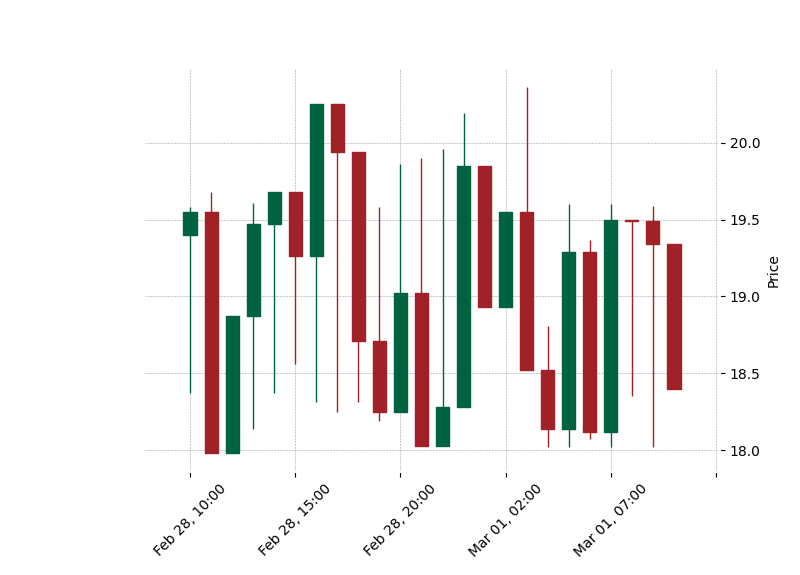 20.0
19.5
19.0
18.5
18.0
Price
Feb 28, 10:00
Feb 28, 15:00
Feb 28, 20:00
Mar 01, 02:00
Mar 01, 07:00